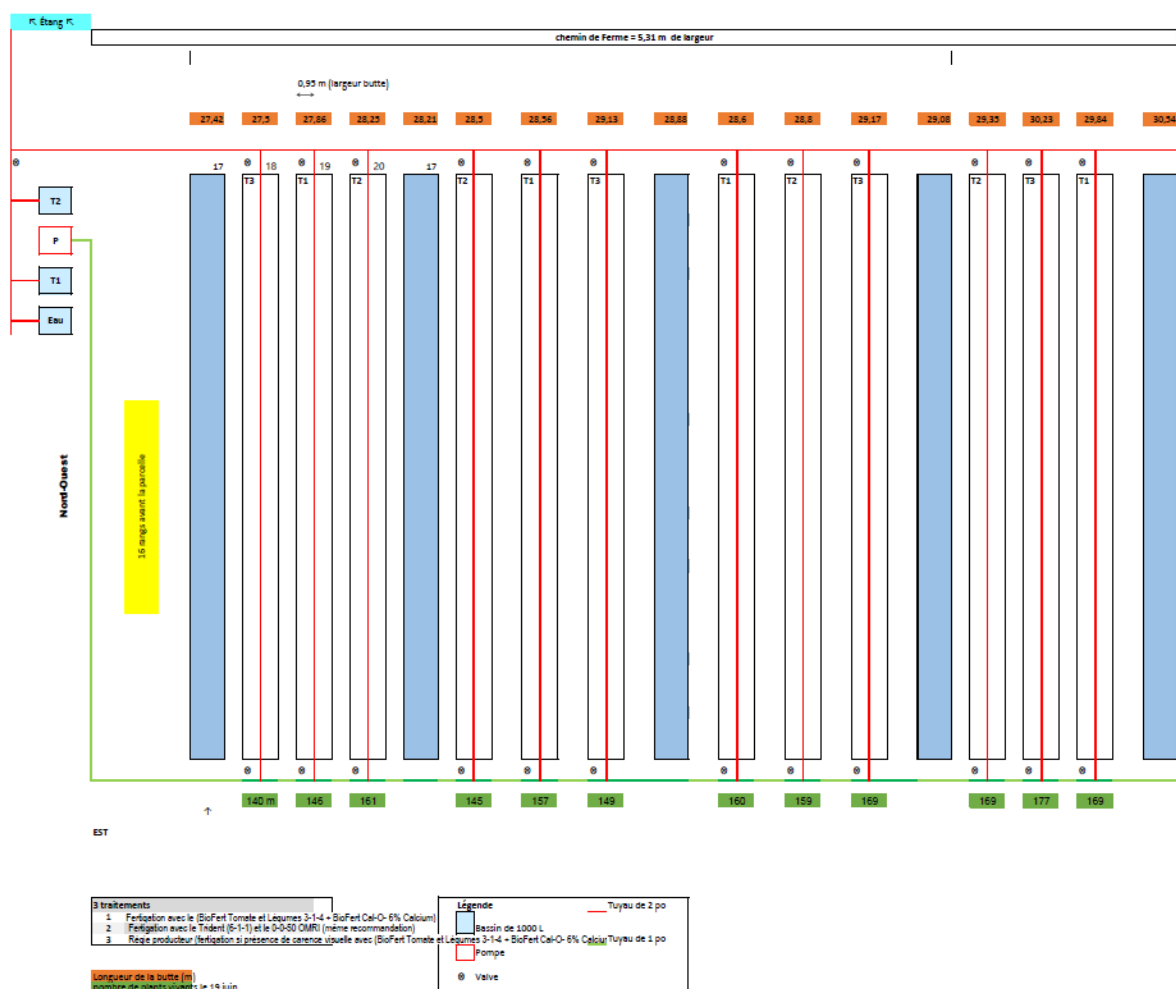 ↸ Étang ↸
chemin de Ferme = 5,31 m de largeur
0,95 m (largeur butte)
27,42 27,5 27,86 28,25 28,21 28,5 28,56 29,13 28,88 28,6 28,8 29,17 29,08 29,35 30,23 29,84 30,54
17 18 19 20 17
T3 T1 T2 T2 T1 T3 T1 T2 T3 T2 T3 T1
T2
P
T1
Eau
Nord-Ouest
16 rangs avant la parcelle
140 m 146 161 145 157 149 160 159 169 169 177 169
↑
EST
3 traitements
1 Fertigation avec le (BioFert Tomate et Légumes 3-1-4 + BioFert Cal-O- 6% Calcium)
2 Fertigation avec le Trident (6-1-1) et le 0-0-50 OMRI (même recommandation)
3 Régie producteur (fertigation si présence de carence visuelle avec (BioFert Tomate et Légumes 3-1-4 + BioFert Cal-O- 6% Calciur
Légende
Tuyau de 2 po
Bassin de 1000 L
Tuyau de 1 po
Pompe
Valve
Longueur de la butte (m)
nombre de plants vivants le 19 juin